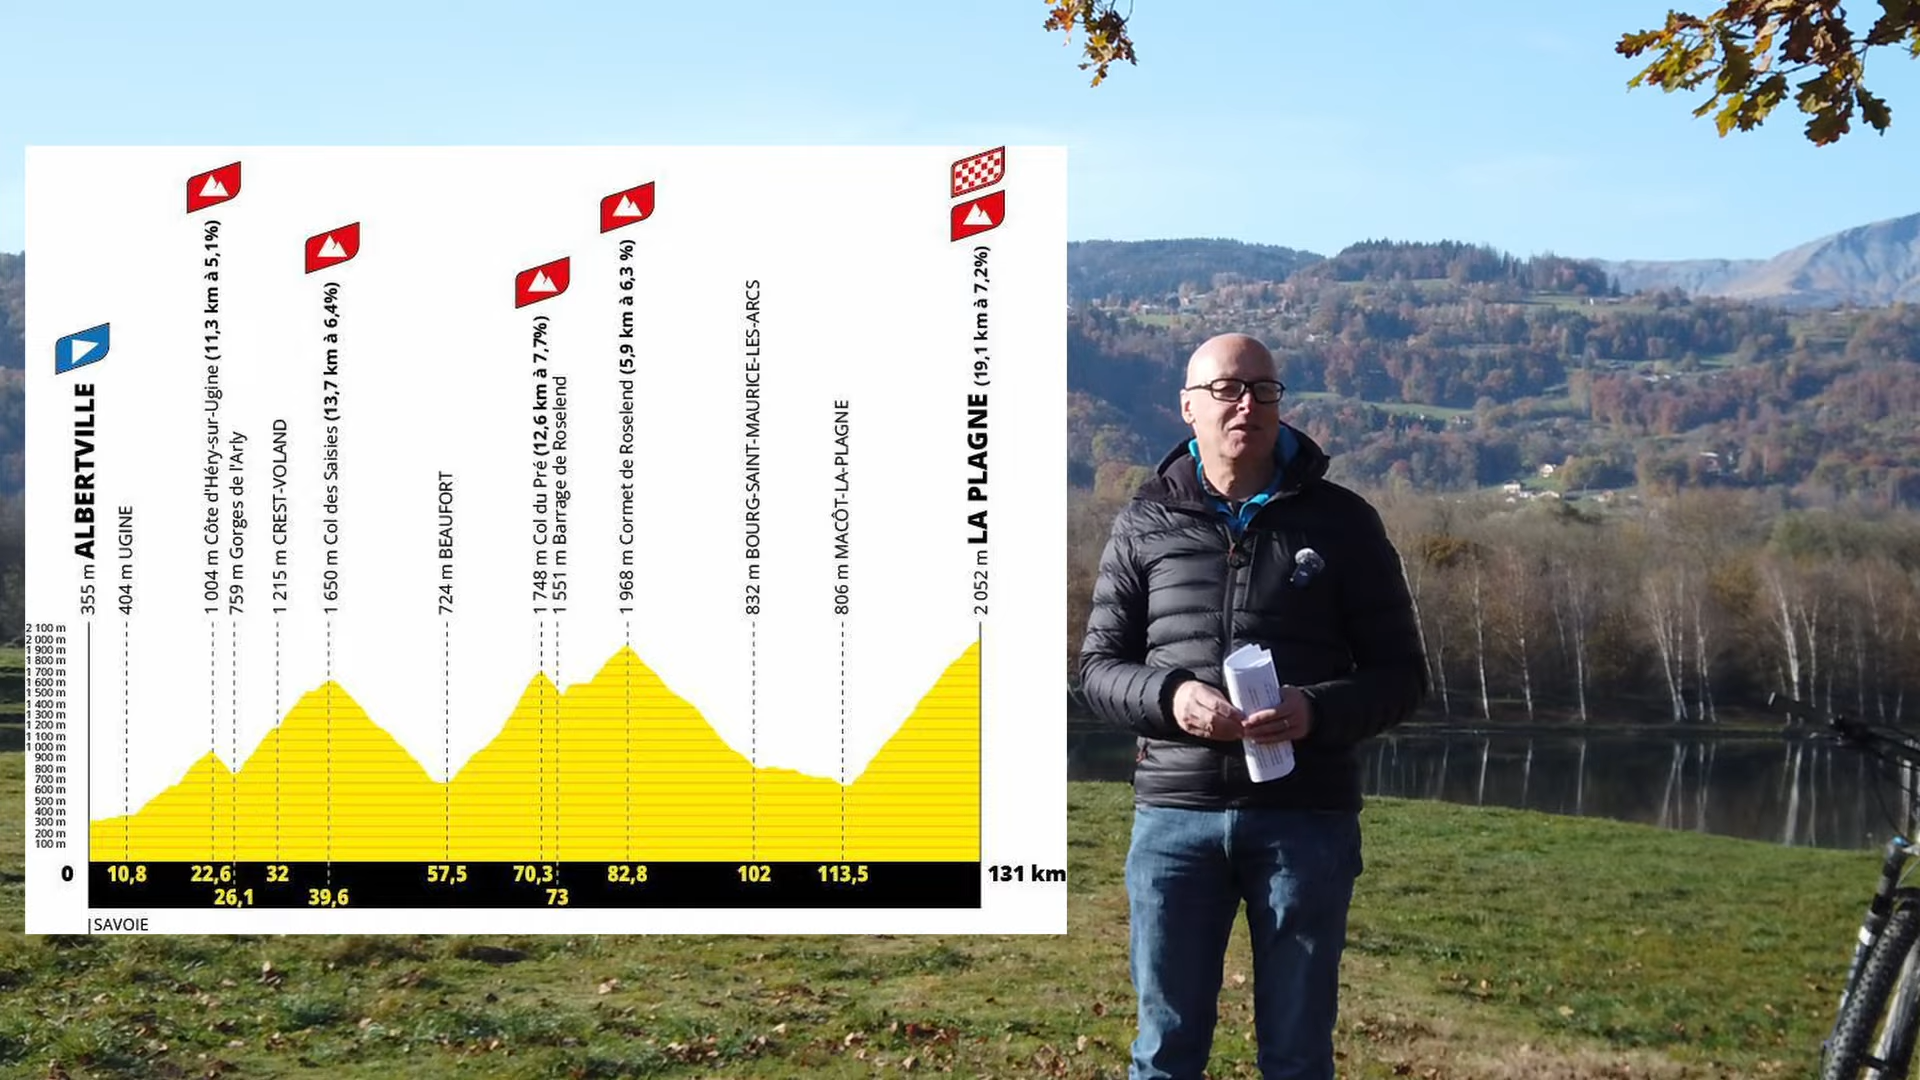 355 m ALBERTVILLE
404 m UGINE
1 004 m Côte d'Héry-sur-Ugine (11,3 km à 5,1%)
759 m Gorges de l'Arly
1 215 m CREST-VOLAND
1 650 m Col des Saisies (13,7 km à 6,4%)
724 m BEAUFORT
1 748 m Col du Pré (12,6 km à 7,7%)
1 551 m Barrage de Roselend
1 968 m Cormet de Roselend (5,9 km à 6,3 %)
832 m BOURG-SAINT-MAURICE-LES-ARCS
806 m MACÔT-LA-PLAGNE
2 052 m LA PLAGNE (19,1 km à 7,2%)
2 100 m
2 000 m
1 900 m
1 800 m
1 700 m
1 600 m
1 500 m
1 400 m
1 300 m
1 200 m
1 100 m
1 000 m
900 m
800 m
700 m
600 m
500 m
400 m
300 m
200 m
100 m
0 10,8 22,6 32 57,5 70,3 82,8 102 113,5 131 km
26,1 39,6 73
SAVOIE